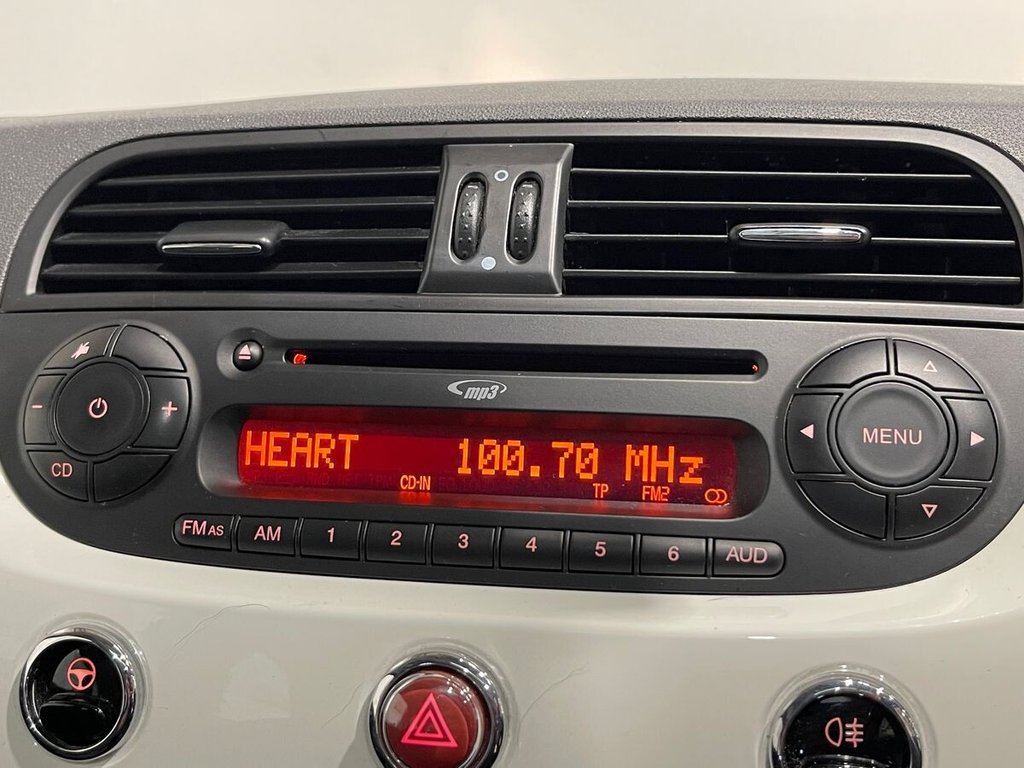 mp3
HEART 100.70 MHz
CD-IN TP FM2
CD
MENU
FM AS AM 1 2 3 4 5 6 AUD